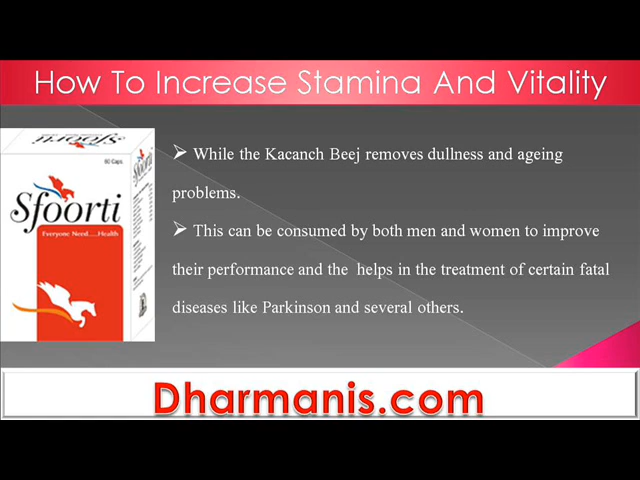 How To Increase Stamina And Vitality
Sfoorti
60 Caps
Sfoorti
Sfoorti
Everyone Need.....Health
➢ While the Kacanch Beej removes dullness and ageing
problems.
➢ This can be consumed by both men and women to improve
their performance and the helps in the treatment of certain fatal
diseases like Parkinson and several others.
Dharmanis.com